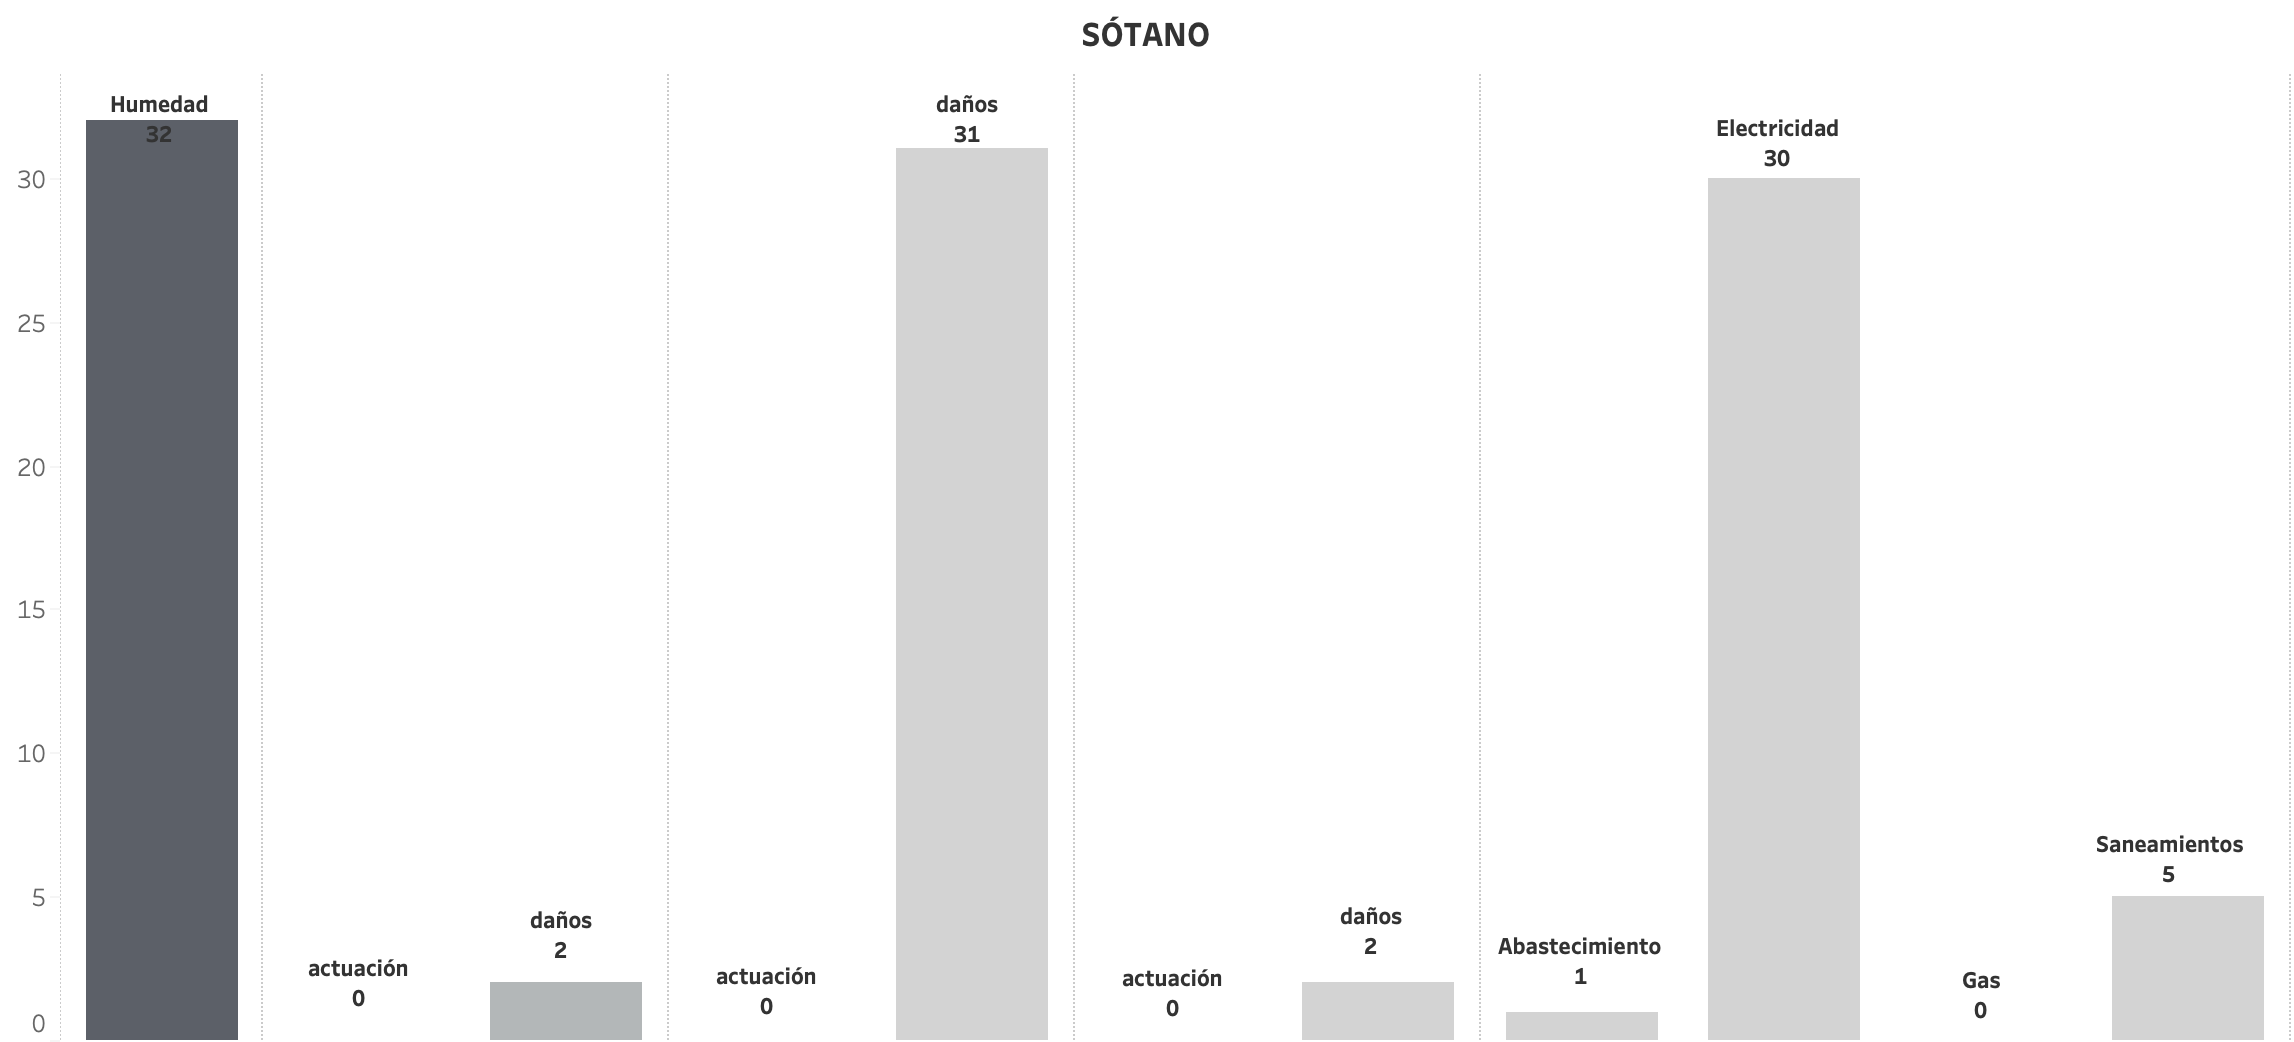 SÓTANO
Humedad
32
daños
31
Electricidad
30
30
25
20
15
10
5
0
actuación
0
daños
2
actuación
0
actuación
0
daños
2
Abastecimiento
1
Gas
0
Saneamientos
5